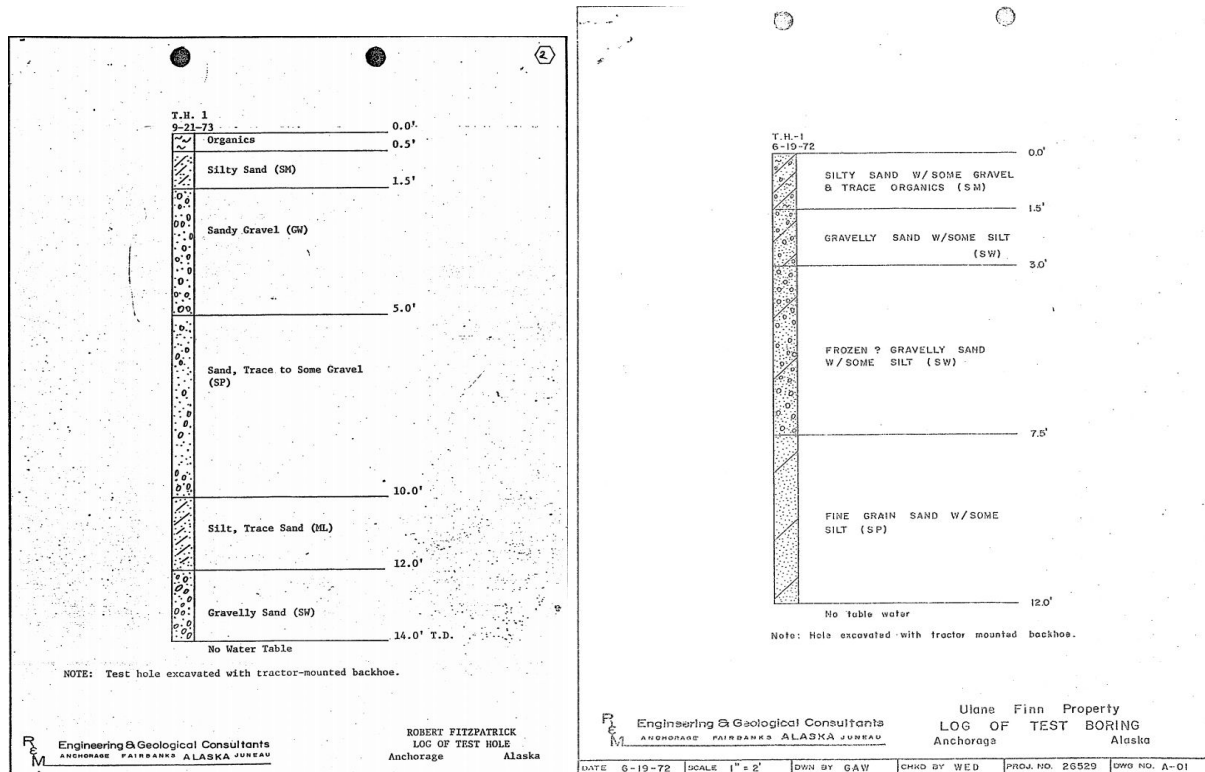 2
T.H. 1
9-21-73
0.0'
Organics
0.5'
Silty Sand (SM)
1.5'
Sandy Gravel (GW)
5.0'
Sand, Trace to Some Gravel
(SP)
10.0'
Silt, Trace Sand (ML)
12.0'
Gravelly Sand (SW)
14.0' T.D.
No Water Table
NOTE: Test hole excavated with tractor-mounted backhoe.
R&M Engineering & Geological Consultants
ANCHORAGE FAIRBANKS ALASKA JUNEAU
ROBERT FITZPATRICK
LOG OF TEST HOLE
Anchorage Alaska
T.H.-1
6-19-72
0.0'
SILTY SAND W/SOME GRAVEL
& TRACE ORGANICS (SM)
1.5'
GRAVELLY SAND W/SOME SILT
(SW)
3.0'
FROZEN ? GRAVELLY SAND
W/SOME SILT (SW)
7.5'
FINE GRAIN SAND W/SOME
SILT (SP)
12.0'
No table water
Note: Hole excavated with tractor mounted backhoe.
R&M Engineering & Geological Consultants
ANCHORAGE FAIRBANKS ALASKA JUNEAU
Ulane Finn Property
LOG OF TEST BORING
Anchorage Alaska
DATE 6-19-72 SCALE 1" = 2' DWN BY GAW CHKD BY WED PROJ. NO. 26529 DWG NO. A-01